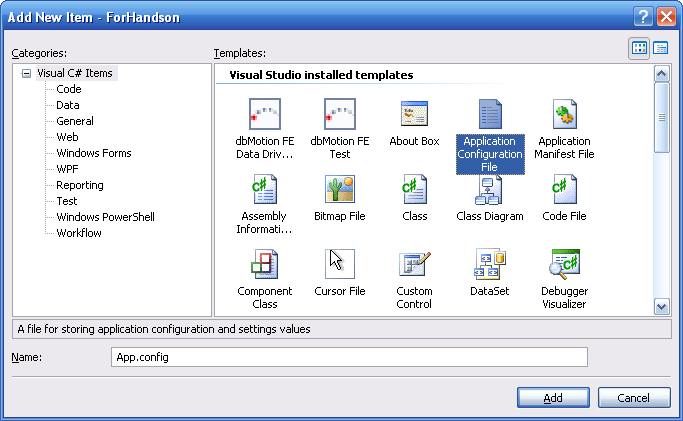 Add New Item - ForHandson
Categories:
Templates:
Visual C# Items
Code
Data
General
Web
Windows Forms
WPF
Reporting
Test
Windows PowerShell
Workflow
Visual Studio installed templates
dbMotion FE
Data Driv...
dbMotion FE
Test
About Box
Application
Configuration
File
Application
Manifest File
Assembly
Informati...
Bitmap File
Class
Class Diagram
Code File
Component
Class
Cursor File
Custom
Control
DataSet
Debugger
Visualizer
A file for storing application configuration and settings values
Name:
App.config
Add
Cancel